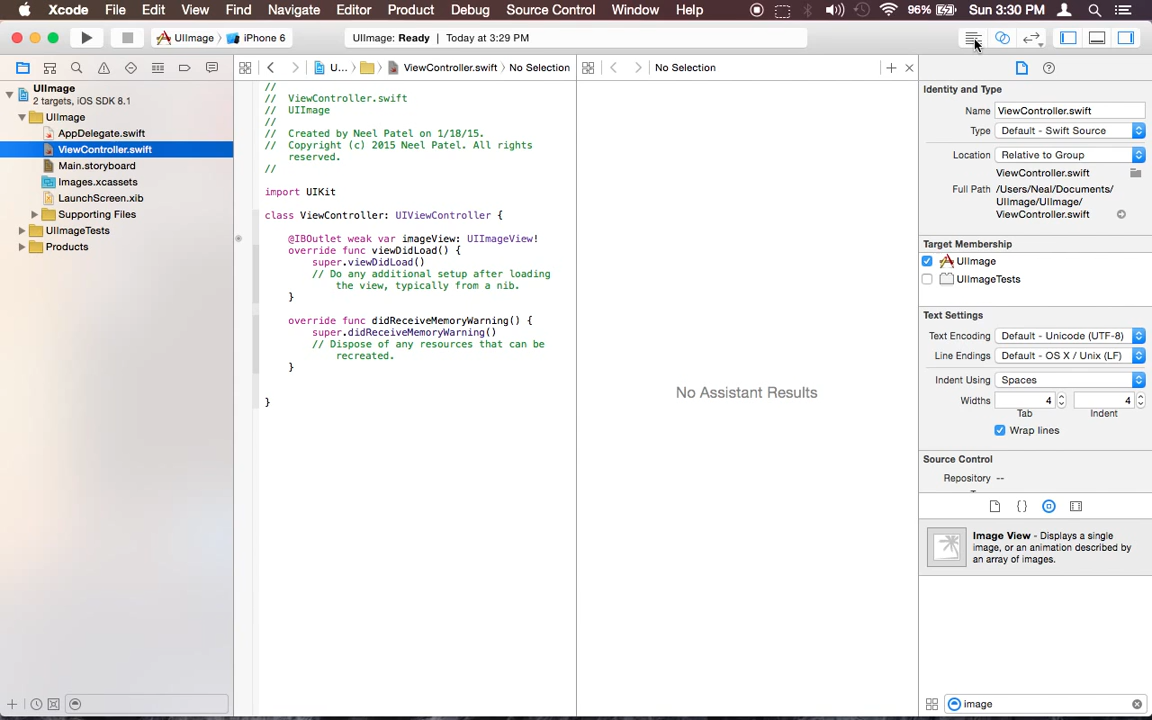 Xcode File Edit View Find Navigate Editor Product Debug Source Control Window Help 96% Sun 3:30 PM
UIImage iPhone 6 UIImage: Ready Today at 3:29 PM
U... ViewController.swift No Selection No Selection
UIImage
2 targets, iOS SDK 8.1
UIImage
AppDelegate.swift
ViewController.swift
Main.storyboard
Images.xcassets
LaunchScreen.xib
Supporting Files
UIImageTests
Products
//
// ViewController.swift
// UIImage
//
// Created by Neel Patel on 1/18/15.
// Copyright (c) 2015 Neel Patel. All rights
reserved.
//
import UIKit
class ViewController: UIViewController {
@IBOutlet weak var imageView: UIImageView!
override func viewDidLoad() {
super.viewDidLoad()
// Do any additional setup after loading
the view, typically from a nib.
}
override func didReceiveMemoryWarning() {
super.didReceiveMemoryWarning()
// Dispose of any resources that can be
recreated.
}
}
No Assistant Results
Identity and Type
Name ViewController.swift
Type Default - Swift Source
Location Relative to Group
ViewController.swift
Full Path /Users/Neal/Documents/
UIImage/UIImage/
ViewController.swift
Target Membership
UIImage
UIImageTests
Text Settings
Text Encoding Default - Unicode (UTF-8)
Line Endings Default - OS X / Unix (LF)
Indent Using Spaces
Widths 4 4
Tab Indent
Wrap lines
Source Control
Repository --
{ }
Image View - Displays a single
image, or an animation described by
an array of images.
image